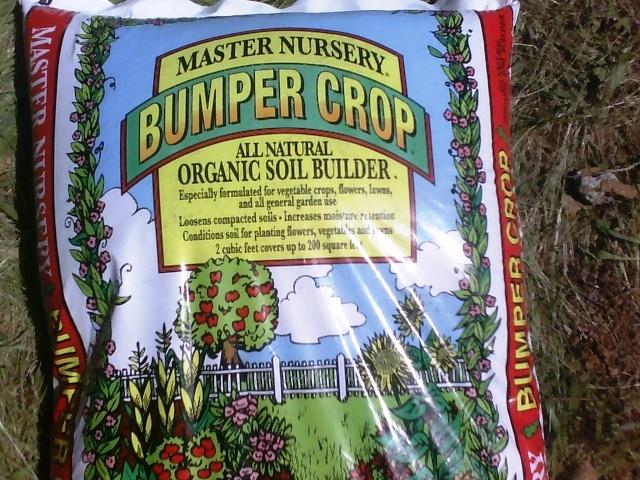 MASTER NURSERY
BUMPER CROP
ALL NATURAL
ORGANIC SOIL BUILDER
Especially formulated for vegetable crops, flowers, lawns,
and all general garden use
Loosens compacted soils • Increases moisture retention
Conditions soil for planting flowers, vegetables and lawns
2 cubic feet covers up to 200 square feet
MASTER NURSERY
BUMPER
BUMPER CROP
RY